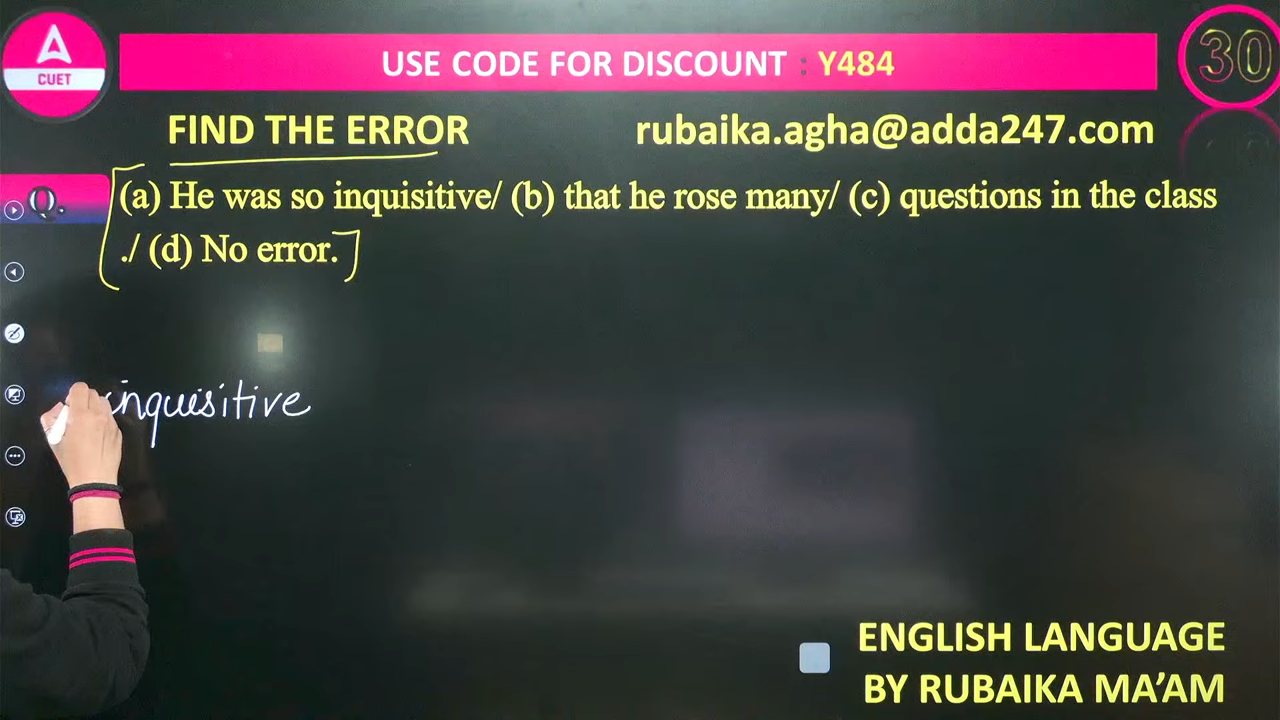 A
CUET
USE CODE FOR DISCOUNT : Y484
30
FIND THE ERROR
rubaika.agha@adda247.com
Q.
(a) He was so inquisitive/ (b) that he rose many/ (c) questions in the class
./ (d) No error.
inquisitive
ENGLISH LANGUAGE
BY RUBAIKA MA'AM